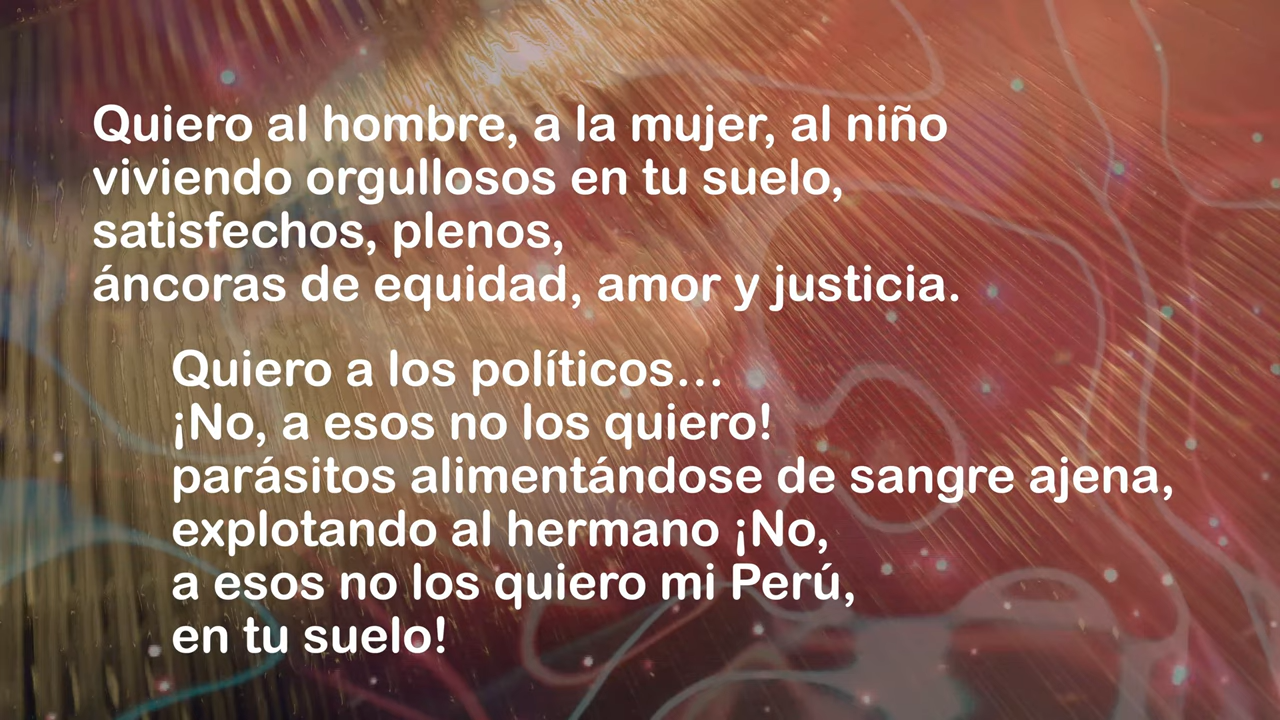 Quiero al hombre, a la mujer, al niño
viviendo orgullosos en tu suelo,
satisfechos, plenos,
áncoras de equidad, amor y justicia.
Quiero a los políticos...
¡No, a esos no los quiero!
parásitos alimentándose de sangre ajena,
explotando al hermano ¡No,
a esos no los quiero mi Perú,
en tu suelo!